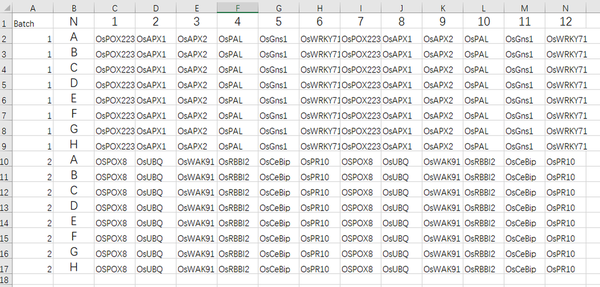 A B C D E F G H I J K L M N
1 Batch N 1 2 3 4 5 6 7 8 9 10 11 12
2 1 A OsPOX223 OsAPX1 OsAPX2 OsPAL OsGns1 OsWRKY71 OsPOX223 OsAPX1 OsAPX2 OsPAL OsGns1 OsWRKY71
3 1 B OsPOX223 OsAPX1 OsAPX2 OsPAL OsGns1 OsWRKY71 OsPOX223 OsAPX1 OsAPX2 OsPAL OsGns1 OsWRKY71
4 1 C OsPOX223 OsAPX1 OsAPX2 OsPAL OsGns1 OsWRKY71 OsPOX223 OsAPX1 OsAPX2 OsPAL OsGns1 OsWRKY71
5 1 D OsPOX223 OsAPX1 OsAPX2 OsPAL OsGns1 OsWRKY71 OsPOX223 OsAPX1 OsAPX2 OsPAL OsGns1 OsWRKY71
6 1 E OsPOX223 OsAPX1 OsAPX2 OsPAL OsGns1 OsWRKY71 OsPOX223 OsAPX1 OsAPX2 OsPAL OsGns1 OsWRKY71
7 1 F OsPOX223 OsAPX1 OsAPX2 OsPAL OsGns1 OsWRKY71 OsPOX223 OsAPX1 OsAPX2 OsPAL OsGns1 OsWRKY71
8 1 G OsPOX223 OsAPX1 OsAPX2 OsPAL OsGns1 OsWRKY71 OsPOX223 OsAPX1 OsAPX2 OsPAL OsGns1 OsWRKY71
9 1 H OsPOX223 OsAPX1 OsAPX2 OsPAL OsGns1 OsWRKY71 OsPOX223 OsAPX1 OsAPX2 OsPAL OsGns1 OsWRKY71
10 2 A OSPOX8 OsUBQ OsWAK91 OsRBBI2 OsCeBip OsPR10 OSPOX8 OsUBQ OsWAK91 OsRBBI2 OsCeBip OsPR10
11 2 B OSPOX8 OsUBQ OsWAK91 OsRBBI2 OsCeBip OsPR10 OSPOX8 OsUBQ OsWAK91 OsRBBI2 OsCeBip OsPR10
12 2 C OSPOX8 OsUBQ OsWAK91 OsRBBI2 OsCeBip OsPR10 OSPOX8 OsUBQ OsWAK91 OsRBBI2 OsCeBip OsPR10
13 2 D OSPOX8 OsUBQ OsWAK91 OsRBBI2 OsCeBip OsPR10 OSPOX8 OsUBQ OsWAK91 OsRBBI2 OsCeBip OsPR10
14 2 E OSPOX8 OsUBQ OsWAK91 OsRBBI2 OsCeBip OsPR10 OSPOX8 OsUBQ OsWAK91 OsRBBI2 OsCeBip OsPR10
15 2 F OSPOX8 OsUBQ OsWAK91 OsRBBI2 OsCeBip OsPR10 OSPOX8 OsUBQ OsWAK91 OsRBBI2 OsCeBip OsPR10
16 2 G OSPOX8 OsUBQ OsWAK91 OsRBBI2 OsCeBip OsPR10 OSPOX8 OsUBQ OsWAK91 OsRBBI2 OsCeBip OsPR10
17 2 H OSPOX8 OsUBQ OsWAK91 OsRBBI2 OsCeBip OsPR10 OSPOX8 OsUBQ OsWAK91 OsRBBI2 OsCeBip OsPR10
18